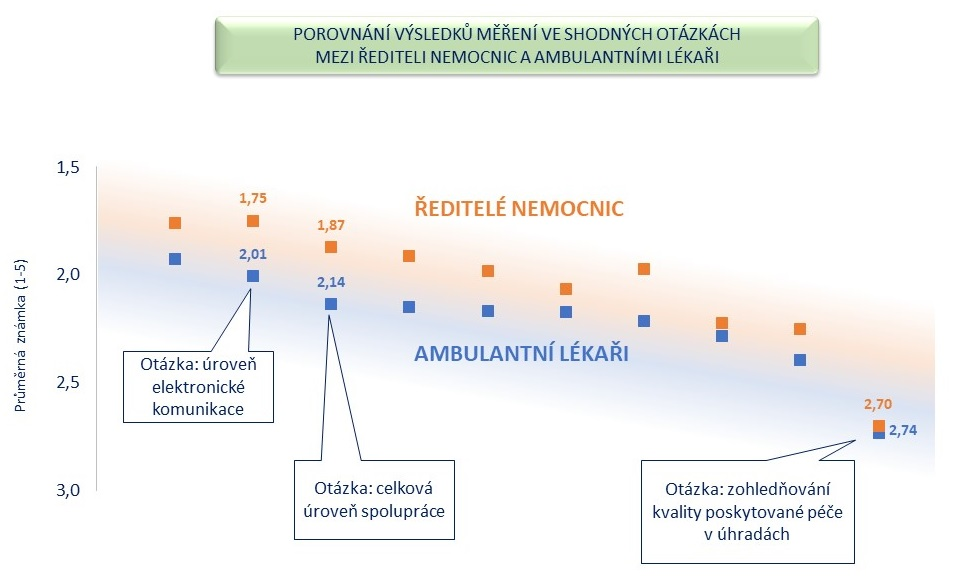 POROVNÁNÍ VÝSLEDKŮ MĚŘENÍ VE SHODNÝCH OTÁZKÁCH
MEZI ŘEDITELI NEMOCNIC A AMBULANTNÍMI LÉKAŘI
1,5
2,0
2,5
3,0
Průměrná známka (1-5)
ŘEDITELÉ NEMOCNIC
1,75
1,87
2,01
2,14
AMBULANTNÍ LÉKAŘI
2,70
2,74
Otázka: úroveň
elektronické
komunikace
Otázka: celková
úroveň spolupráce
Otázka: zohledňování
kvality poskytované péče
v úhradách